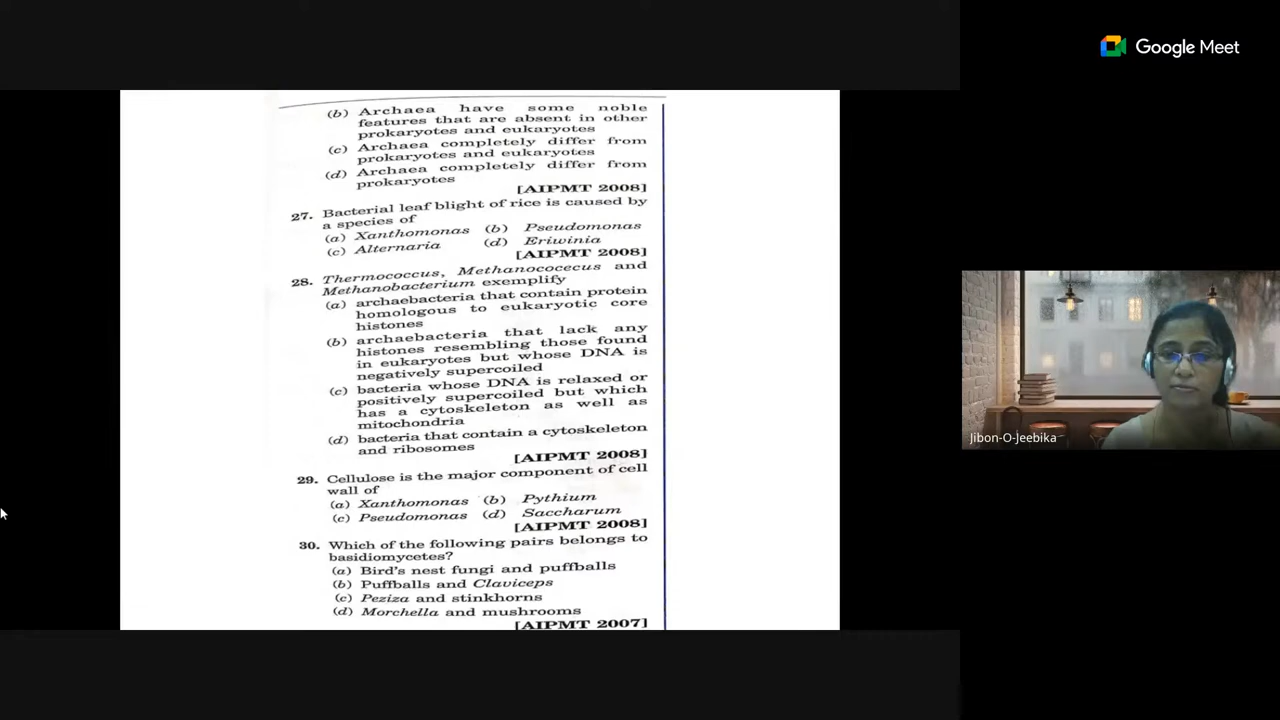 Google Meet
(b) Archaea have some noble
features that are absent in other
prokaryotes and eukaryotes
(c) Archaea completely differ from
prokaryotes and eukaryotes
(d) Archaea completely differ from
prokaryotes
[AIPMT 2008]
27. Bacterial leaf blight of rice is caused by
a species of
(a) Xanthomonas (b) Pseudomonas
(c) Alternaria (d) Eriwinia
[AIPMT 2008]
28. Thermococcus, Methanococecus and
Methanobacterium exemplify
(a) archaebacteria that contain protein
homologous to eukaryotic core
histones
(b) archaebacteria that lack any
histones resembling those found
in eukaryotes but whose DNA is
negatively supercoiled
(c) bacteria whose DNA is relaxed or
positively supercoiled but which
has a cytoskeleton as well as
mitochondria
(d) bacteria that contain a cytoskeleton
and ribosomes
[AIPMT 2008]
29. Cellulose is the major component of cell
wall of
(a) Xanthomonas (b) Pythium
(c) Pseudomonas (d) Saccharum
[AIPMT 2008]
30. Which of the following pairs belongs to
basidiomycetes?
(a) Bird's nest fungi and puffballs
(b) Puffballs and Claviceps
(c) Peziza and stinkhorns
(d) Morchella and mushrooms
[AIPMT 2007]
Jibon-O-Jeebika